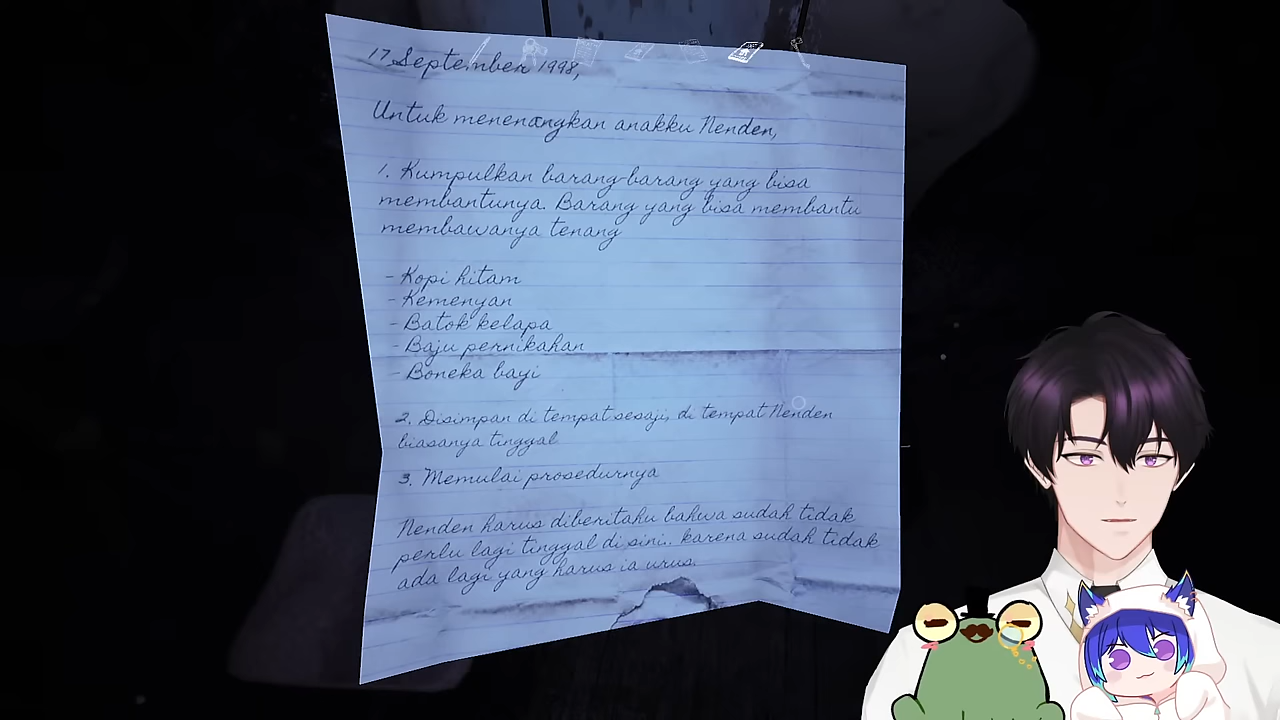 17 September 1998,
Untuk menenangkan anakku Nenden,
1. Kumpulkan barang-barang yang bisa
membantunya. Barang yang bisa membantu
membawanya tenang
- Kopi hitam
- Kemenyan
- Batok kelapa
- Baju pernikahan
- Boneka bayi
2. Disimpan di tempat sesaji, di tempat Nenden
biasanya tinggal
3. Memulai prosedurnya
Nenden harus diberitahu bahwa sudah tidak
perlu lagi tinggal di sini. karena sudah tidak
ada lagi yang harus ia urus.